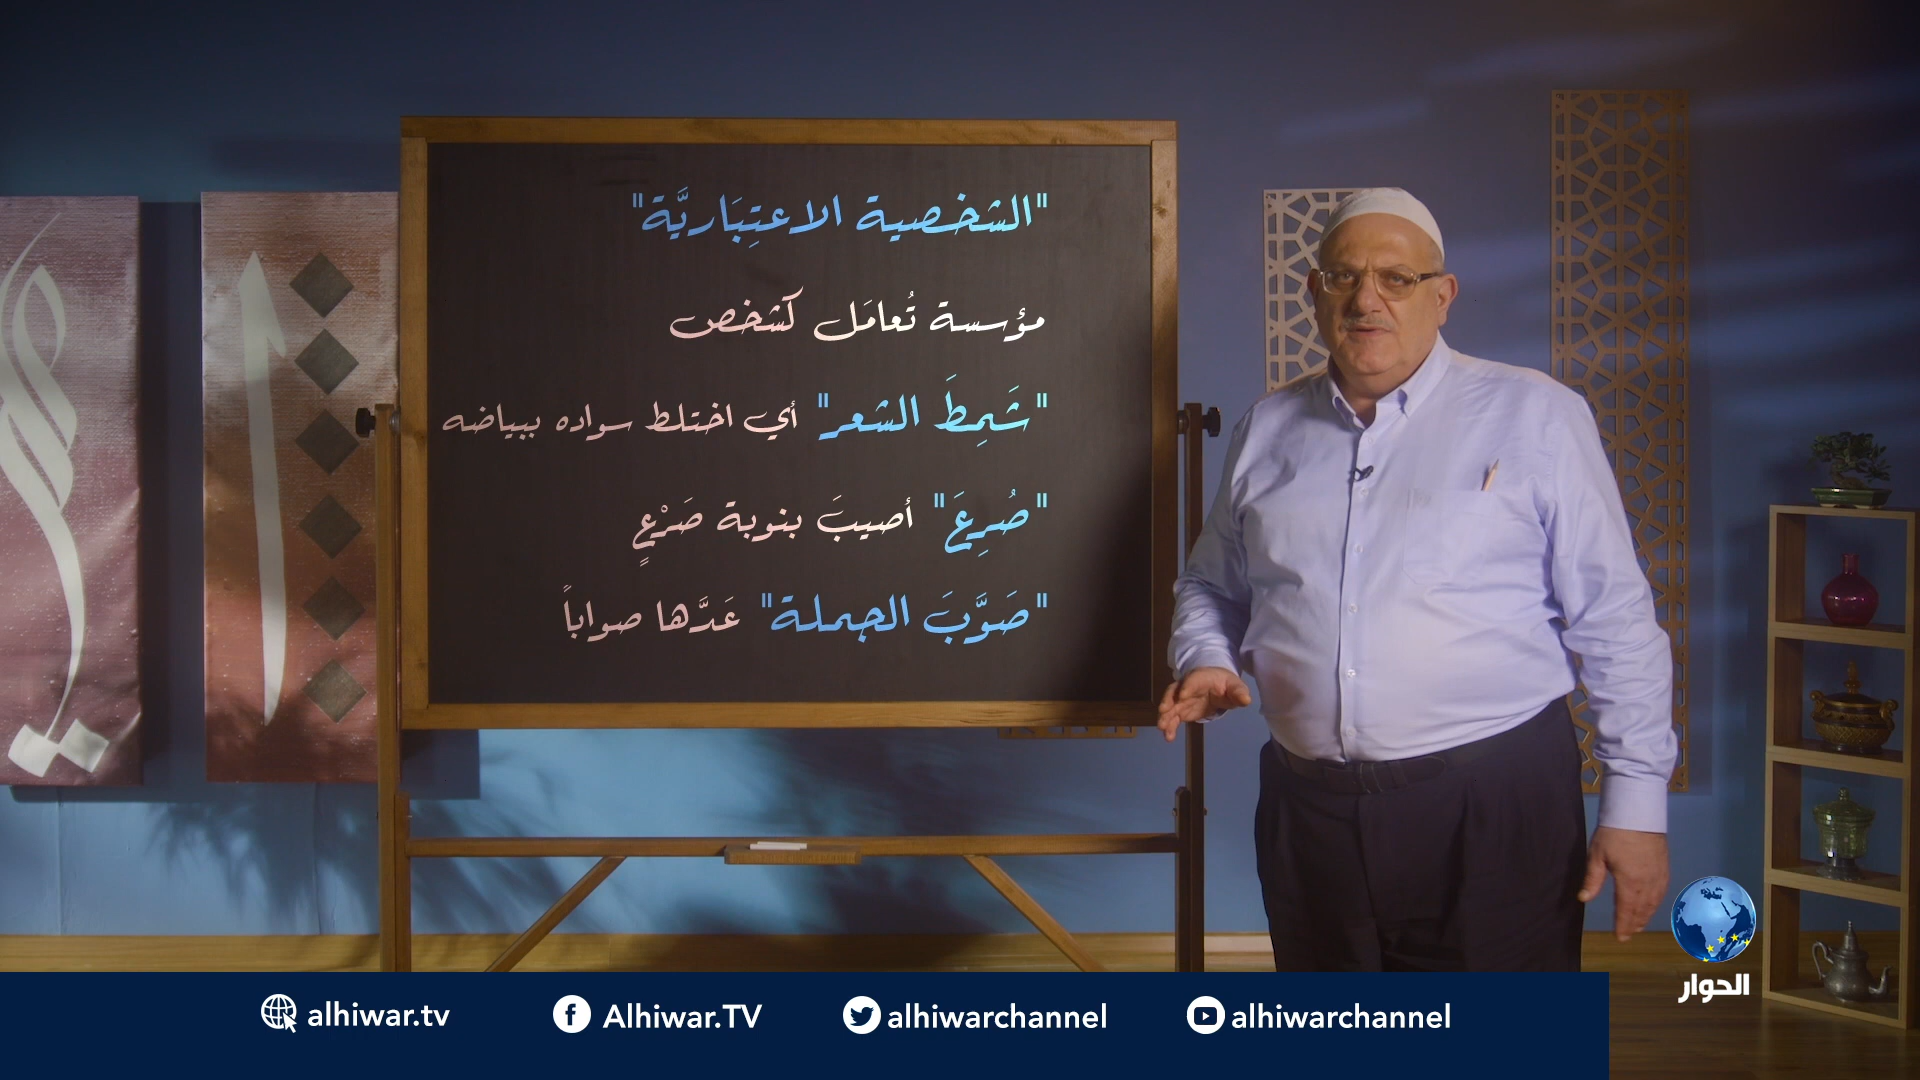 "الشخصية الاعتِبَاريَّة"
مؤسسة تُعامَل كشخص
"شَمِطَ الشعر" أي اختلط سواده ببياضه
"صُرِعَ" أصيبَ بنوبة صَرْعٍ
"صَوَّبَ الجملة" عَدَّها صواباً
الحوار
alhiwar.tv Alhiwar.TV alhiwarchannel alhiwarchannel